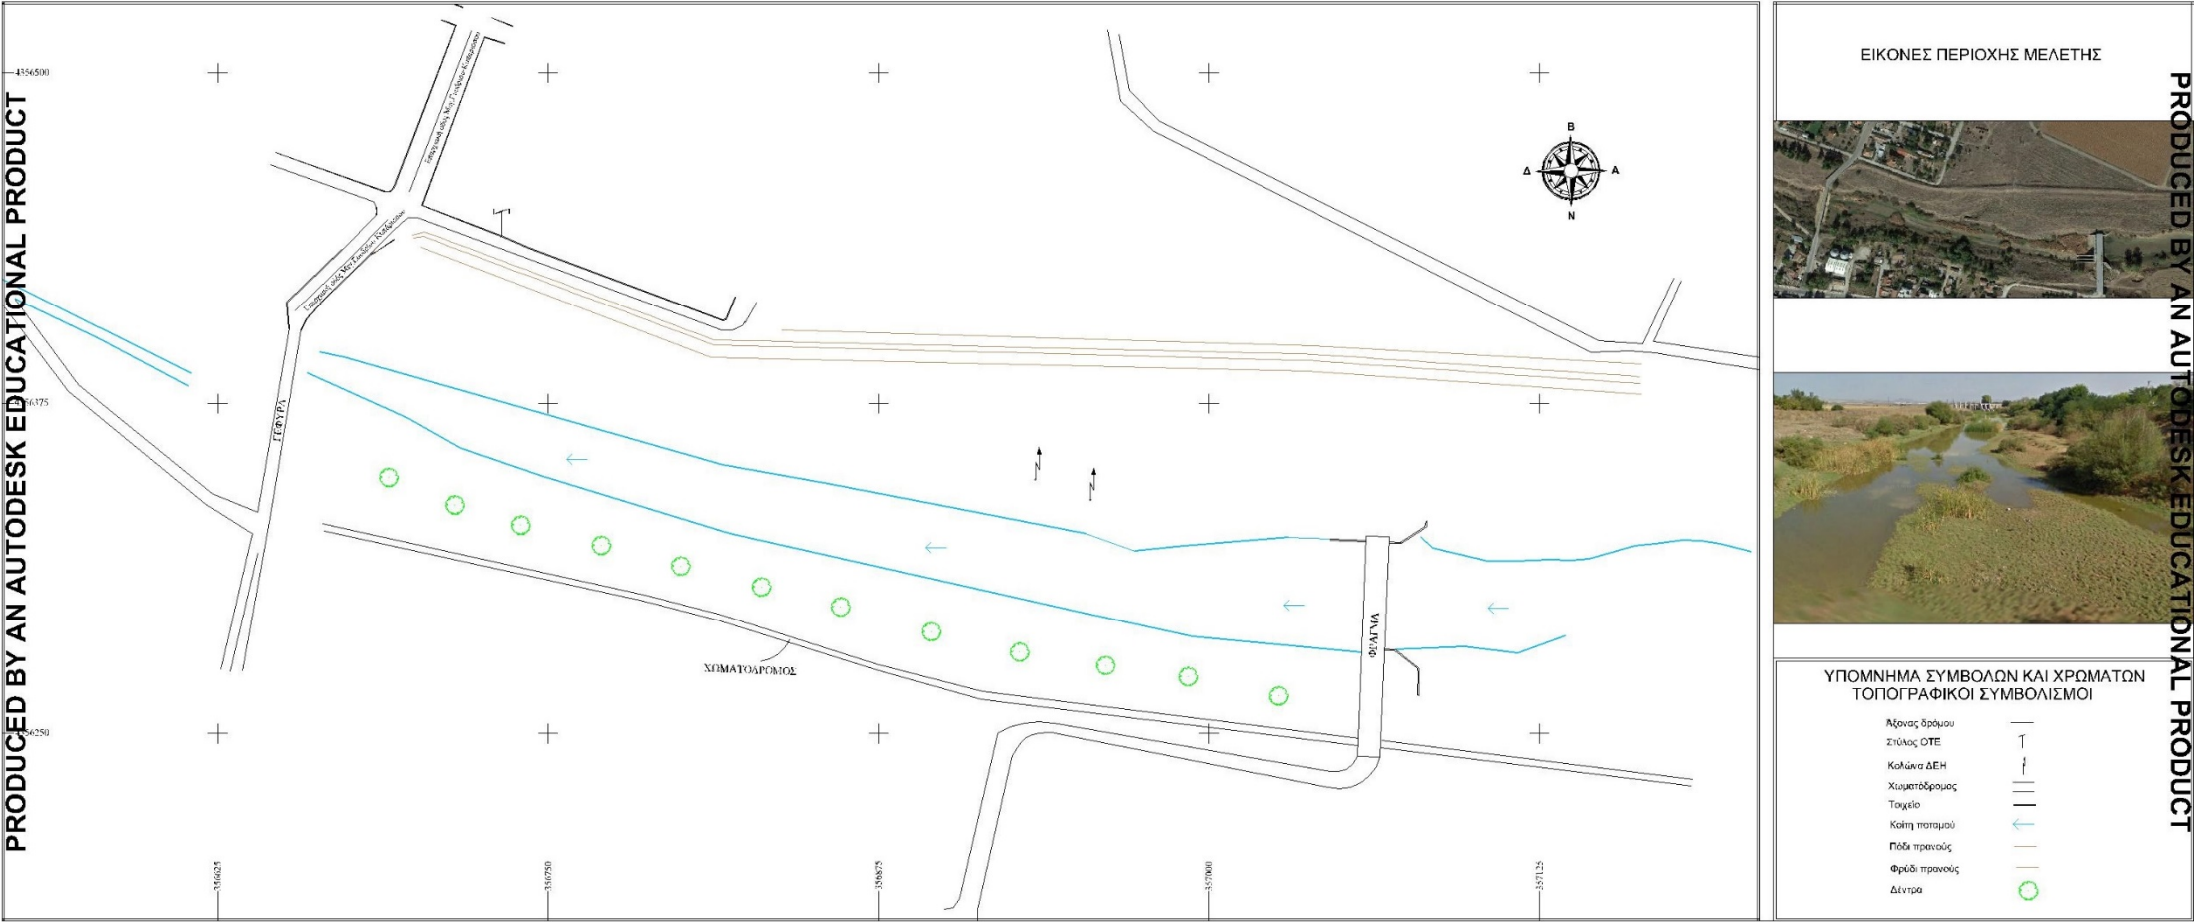 PRODUCED BY AN AUTODESK EDUCATIONAL PRODUCT
4356500
4356375
4356250
356625
356750
356875
357000
357125
ΓΕΦΥΡΑ
ΧΩΜΑΤΟΔΡΟΜΟΣ
ΦΡΑΓΜΑ
Β
Δ
Α
Ν
ΕΙΚΟΝΕΣ ΠΕΡΙΟΧΗΣ ΜΕΛΕΤΗΣ
ΥΠΟΜΝΗΜΑ ΣΥΜΒΟΛΩΝ ΚΑΙ ΧΡΩΜΑΤΩΝ
ΤΟΠΟΓΡΑΦΙΚΟΙ ΣΥΜΒΟΛΙΣΜΟΙ
Άξονας δρόμου
Στύλος ΟΤΕ
Κολώνα ΔΕΗ
Χωματόδρομος
Τοιχείο
Κοίτη ποταμού
Πόδι πρανούς
Φρύδι πρανούς
Δέντρα
PRODUCED BY AN AUTODESK EDUCATIONAL PRODUCT